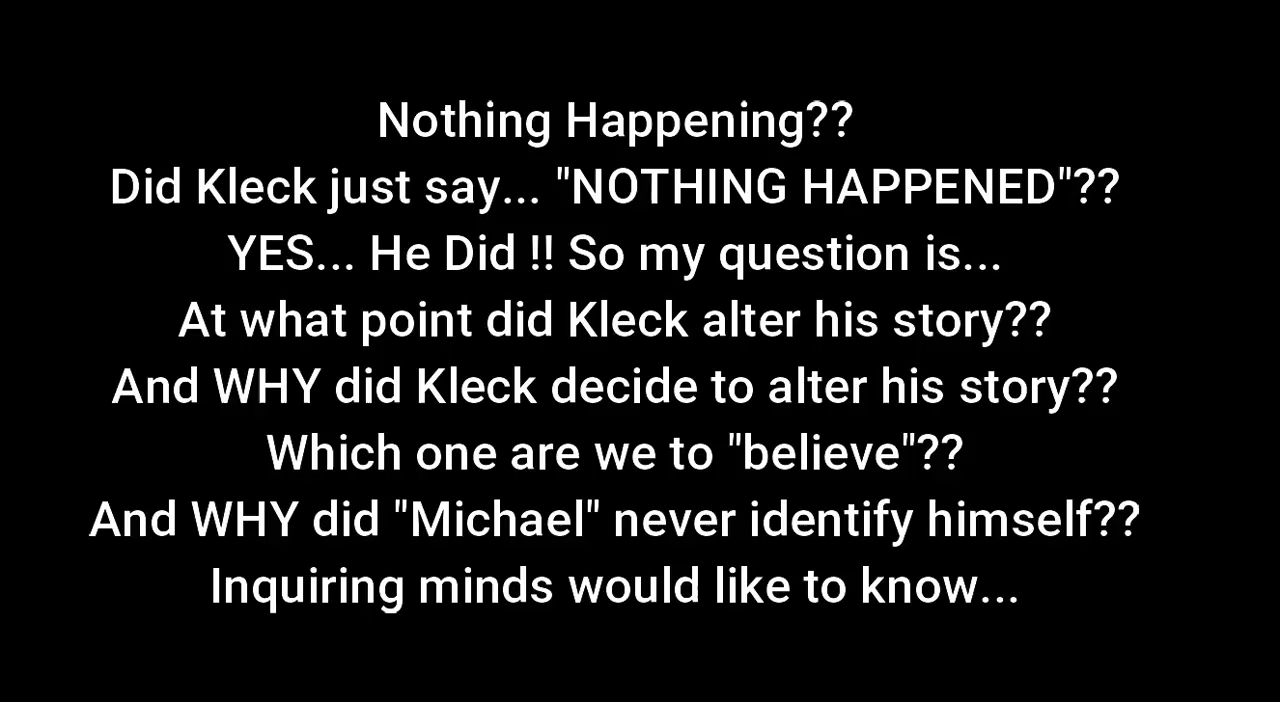 Nothing Happening??
Did Kleck just say... "NOTHING HAPPENED"??
YES... He Did !! So my question is...
At what point did Kleck alter his story??
And WHY did Kleck decide to alter his story??
Which one are we to "believe"??
And WHY did "Michael" never identify himself??
Inquiring minds would like to know...